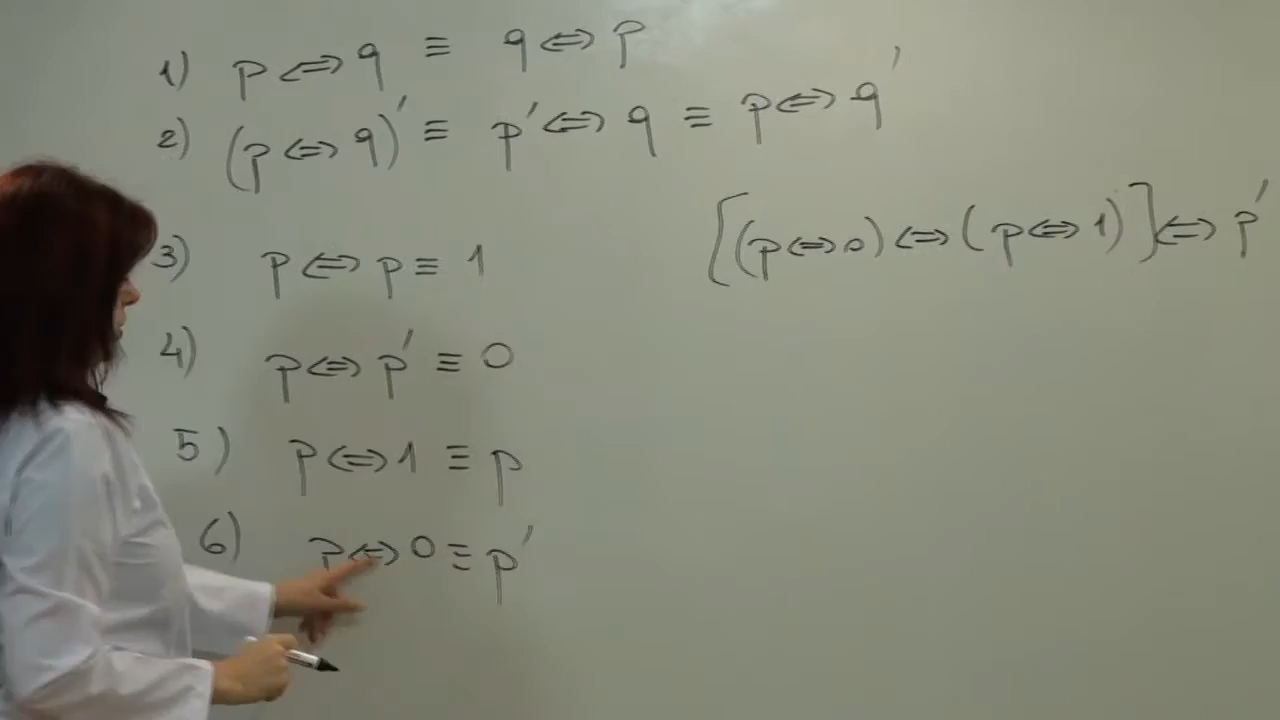 1) p ⇔ q ≡ q ⇔ p
2) (p ⇔ q)' ≡ p' ⇔ q ≡ p ⇔ q'
[(p ⇔ 0) ⇔ (p ⇔ 1)] ⇔ p'
3) p ⇔ p ≡ 1
4) p ⇔ p' ≡ 0
5) p ⇔ 1 ≡ p
6) p ⇔ 0 ≡ p'